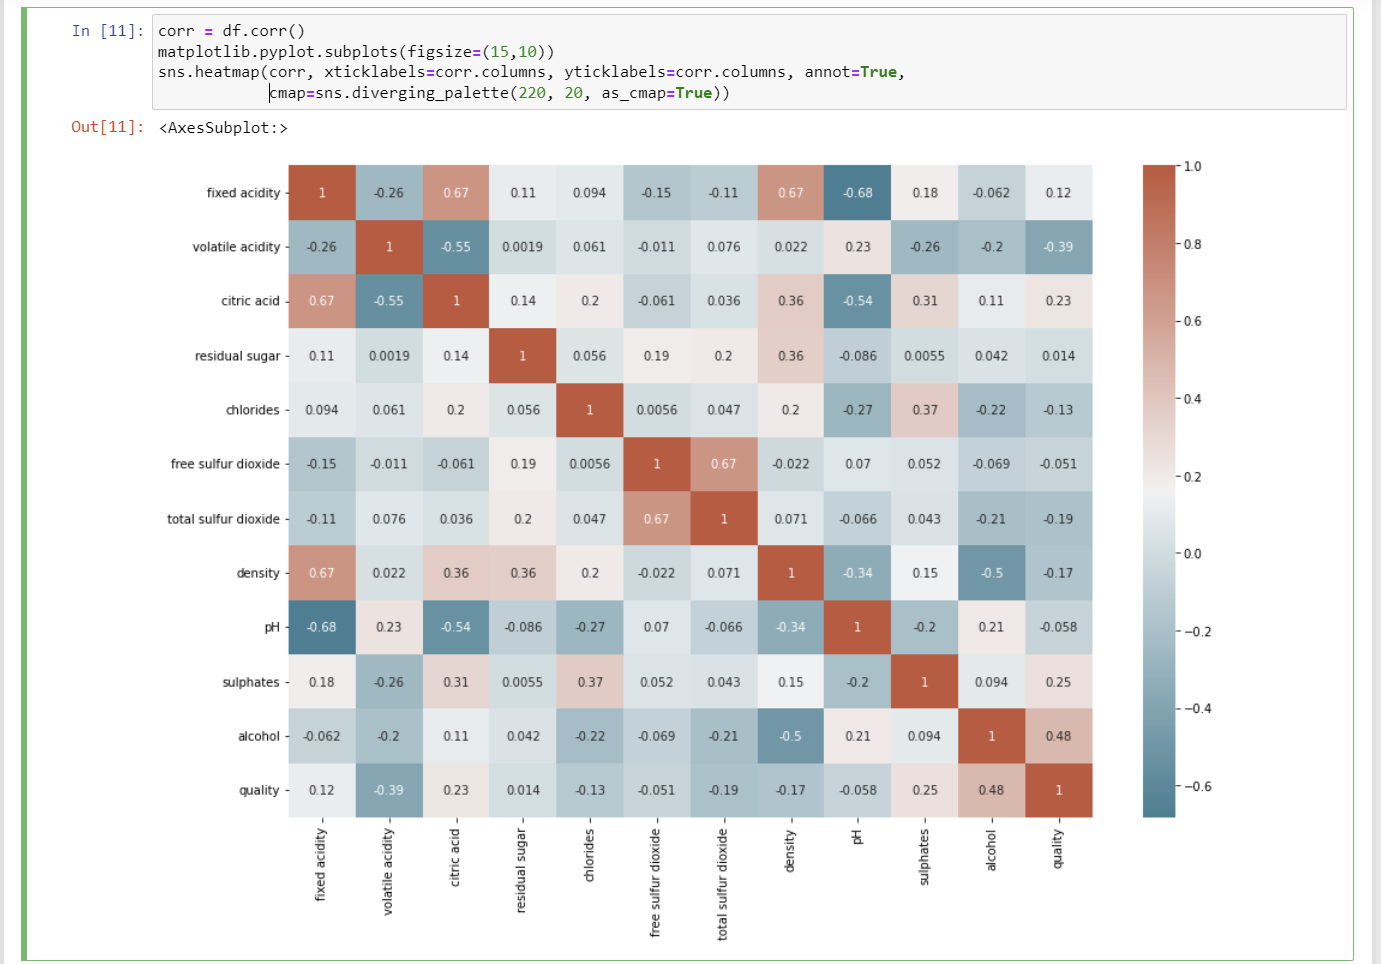 In [11]: corr = df.corr()
matplotlib.pyplot.subplots(figsize=(15,10))
sns.heatmap(corr, xticklabels=corr.columns, yticklabels=corr.columns, annot=True,
cmap=sns.diverging_palette(220, 20, as_cmap=True))
Out[11]: <AxesSubplot:>
fixed acidity 1 -0.26 0.67 0.11 0.094 -0.15 -0.11 0.67 -0.68 0.18 -0.062 0.12
volatile acidity -0.26 1 -0.55 0.0019 0.061 -0.011 0.076 0.022 0.23 -0.26 -0.2 -0.39
citric acid 0.67 -0.55 1 0.14 0.2 -0.061 0.036 0.36 -0.54 0.31 0.11 0.23
residual sugar 0.11 0.0019 0.14 1 0.056 0.19 0.2 0.36 -0.086 0.0055 0.042 0.014
chlorides 0.094 0.061 0.2 0.056 1 0.0056 0.047 0.2 -0.27 0.37 -0.22 -0.13
free sulfur dioxide -0.15 -0.011 -0.061 0.19 0.0056 1 0.67 -0.022 0.07 0.052 -0.069 -0.051
total sulfur dioxide -0.11 0.076 0.036 0.2 0.047 0.67 1 0.071 -0.066 0.043 -0.21 -0.19
density 0.67 0.022 0.36 0.36 0.2 -0.022 0.071 1 -0.34 0.15 -0.5 -0.17
pH -0.68 0.23 -0.54 -0.086 -0.27 0.07 -0.066 -0.34 1 -0.2 0.21 -0.058
sulphates 0.18 -0.26 0.31 0.0055 0.37 0.052 0.043 0.15 -0.2 1 0.094 0.25
alcohol -0.062 -0.2 0.11 0.042 -0.22 -0.069 -0.21 -0.5 0.21 0.094 1 0.48
quality 0.12 -0.39 0.23 0.014 -0.13 -0.051 -0.19 -0.17 -0.058 0.25 0.48 1
fixed acidity
volatile acidity
citric acid
residual sugar
chlorides
free sulfur dioxide
total sulfur dioxide
density
pH
sulphates
alcohol
quality
1.0
0.8
0.6
0.4
0.2
0.0
−0.2
−0.4
−0.6